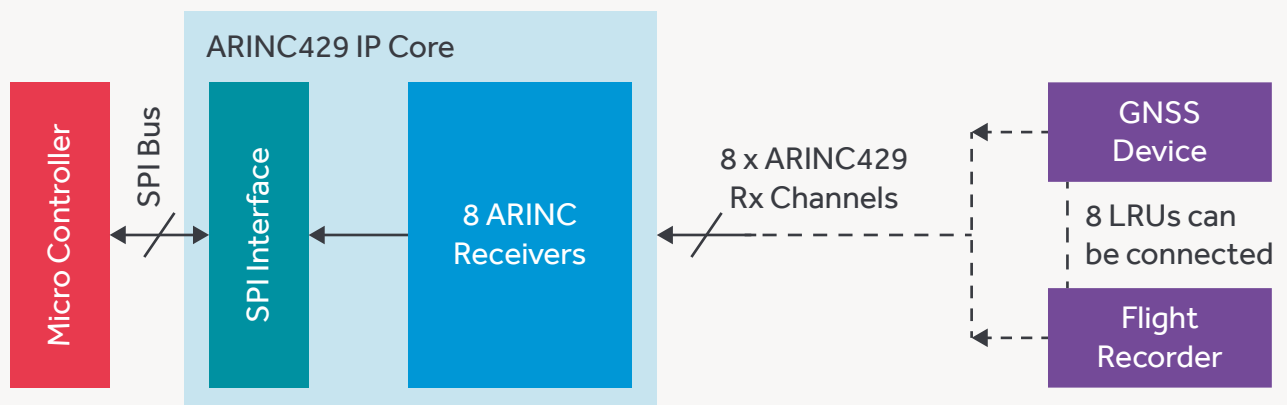 ARINC429 IP Core
Micro Controller
SPI Bus
SPI Interface
8 ARINC
Receivers
8 x ARINC429
Rx Channels
GNSS
Device
8 LRUs can
be connected
Flight
Recorder